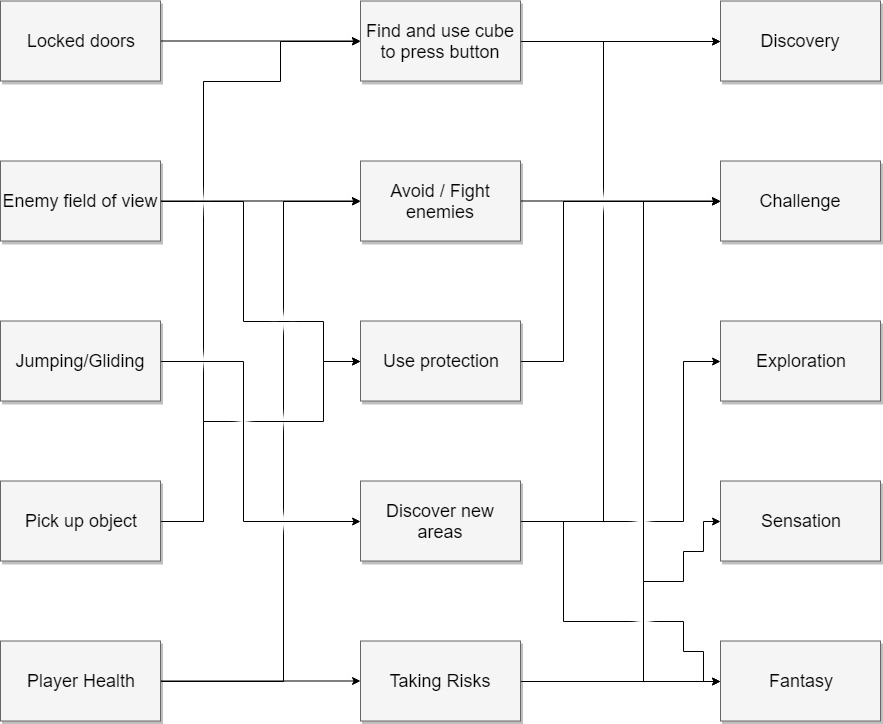 Locked doors
Find and use cube
to press button
Discovery
Enemy field of view
Avoid / Fight
enemies
Challenge
Jumping/Gliding
Use protection
Exploration
Pick up object
Discover new
areas
Sensation
Player Health
Taking Risks
Fantasy